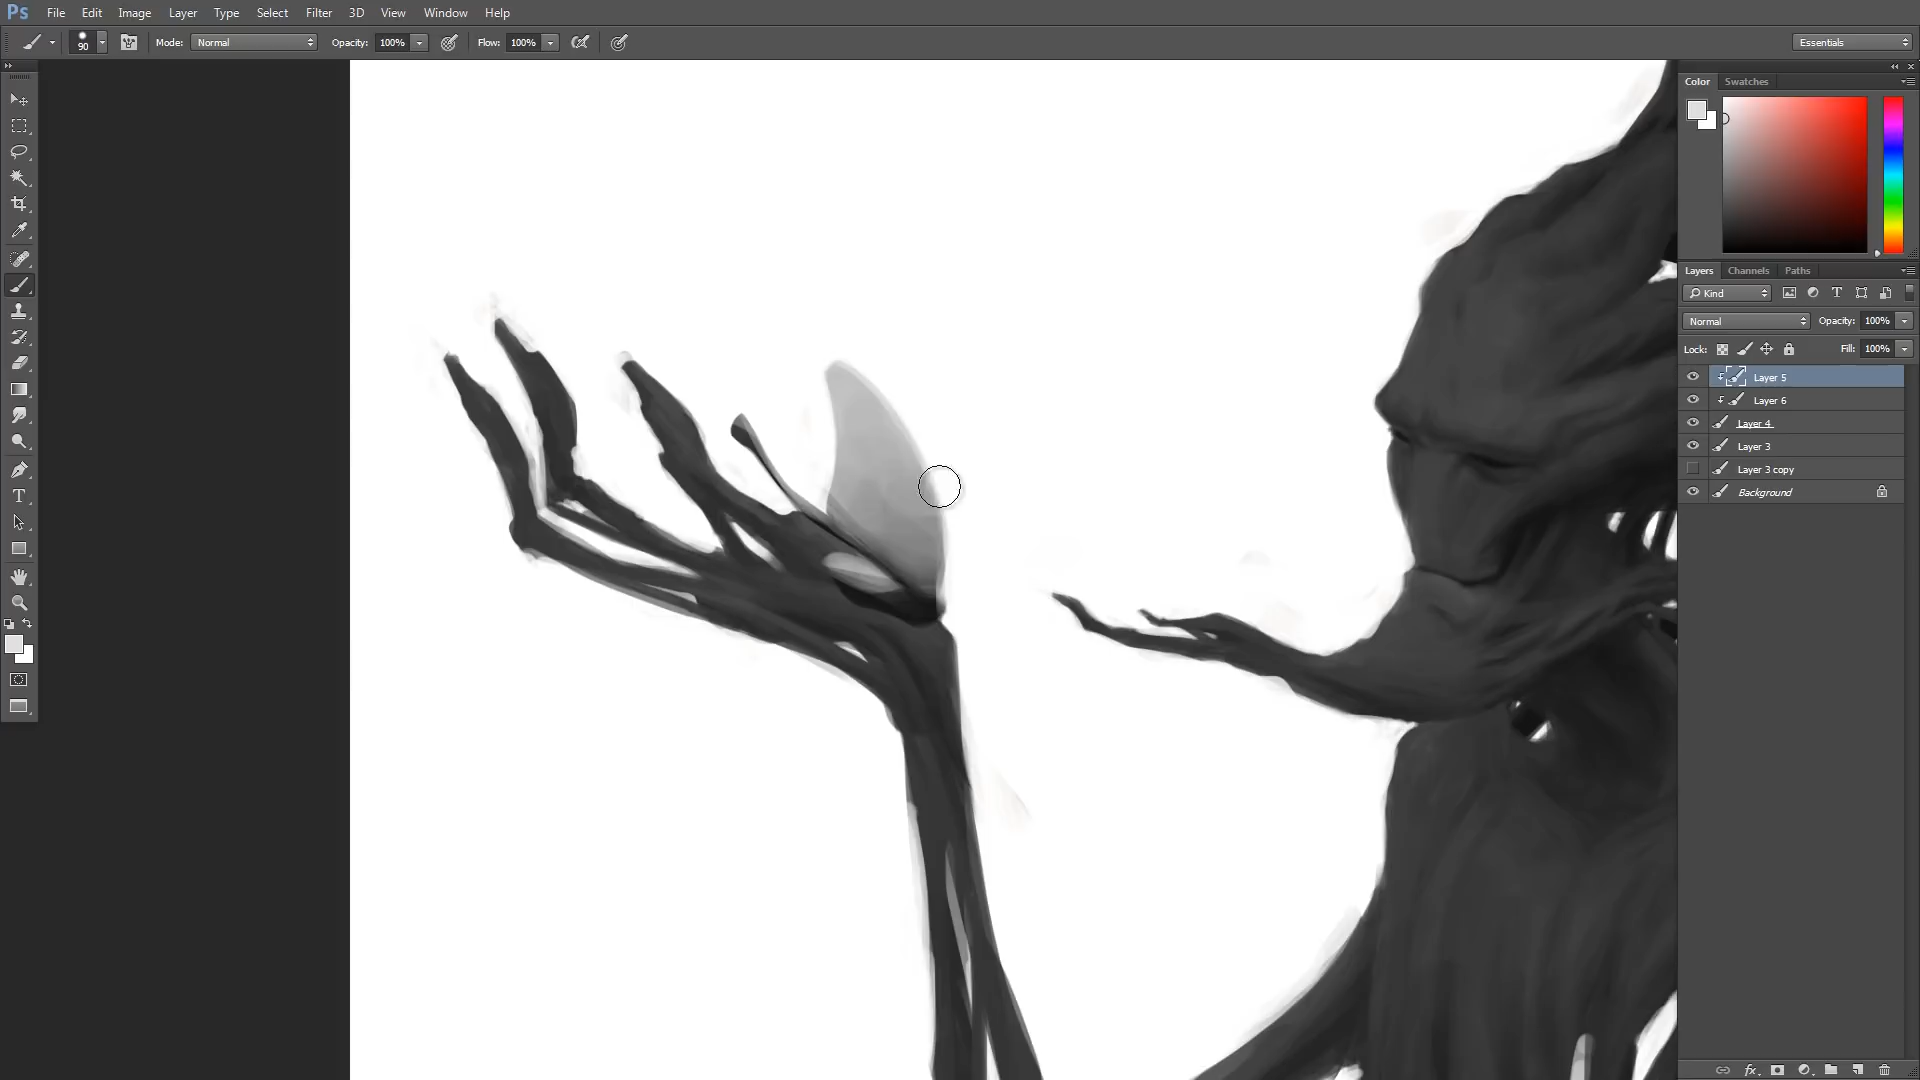 Ps File Edit Image Layer Type Select Filter 3D View Window Help
90 Mode: Normal Opacity: 100% Flow: 100% Essentials
Color Swatches
Layers Channels Paths
Kind T
Normal Opacity: 100%
Lock: Fill: 100%
Layer 5
Layer 6
Layer 4
Layer 3
Layer 3 copy
Background
T
fx